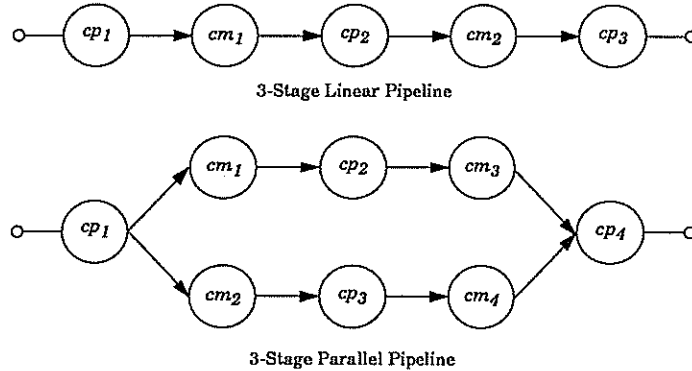 cp1 cm1 cp2 cm2 cp3
3-Stage Linear Pipeline
cm1 cp2 cm3
cp1 cp4
cm2 cp3 cm4
3-Stage Parallel Pipeline